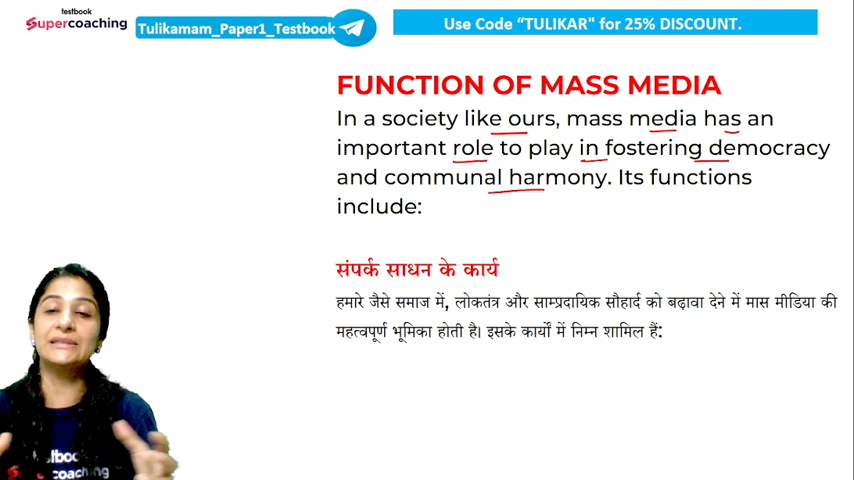 testbook
Supercoaching
Tulikamam_Paper1_Testbook
Use Code “TULIKAR" for 25% DISCOUNT.
FUNCTION OF MASS MEDIA
In a society like ours, mass media has an
important role to play in fostering democracy
and communal harmony. Its functions
include:
संपर्क साधन के कार्य
हमारे जैसे समाज में, लोकतंत्र और साम्प्रदायिक सौहार्द को बढ़ावा देने में मास मीडिया की
महत्वपूर्ण भूमिका होती है। इसके कार्यों में निम्न शामिल हैं:
coaching